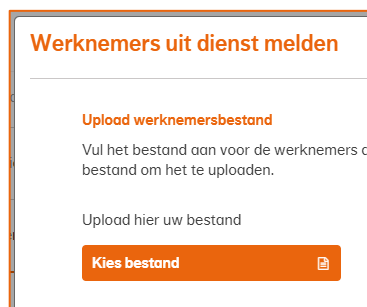 Werknemers uit dienst melden
Upload werknemersbestand
Vul het bestand aan voor de werknemers
bestand om het te uploaden.
Upload hier uw bestand
Kies bestand